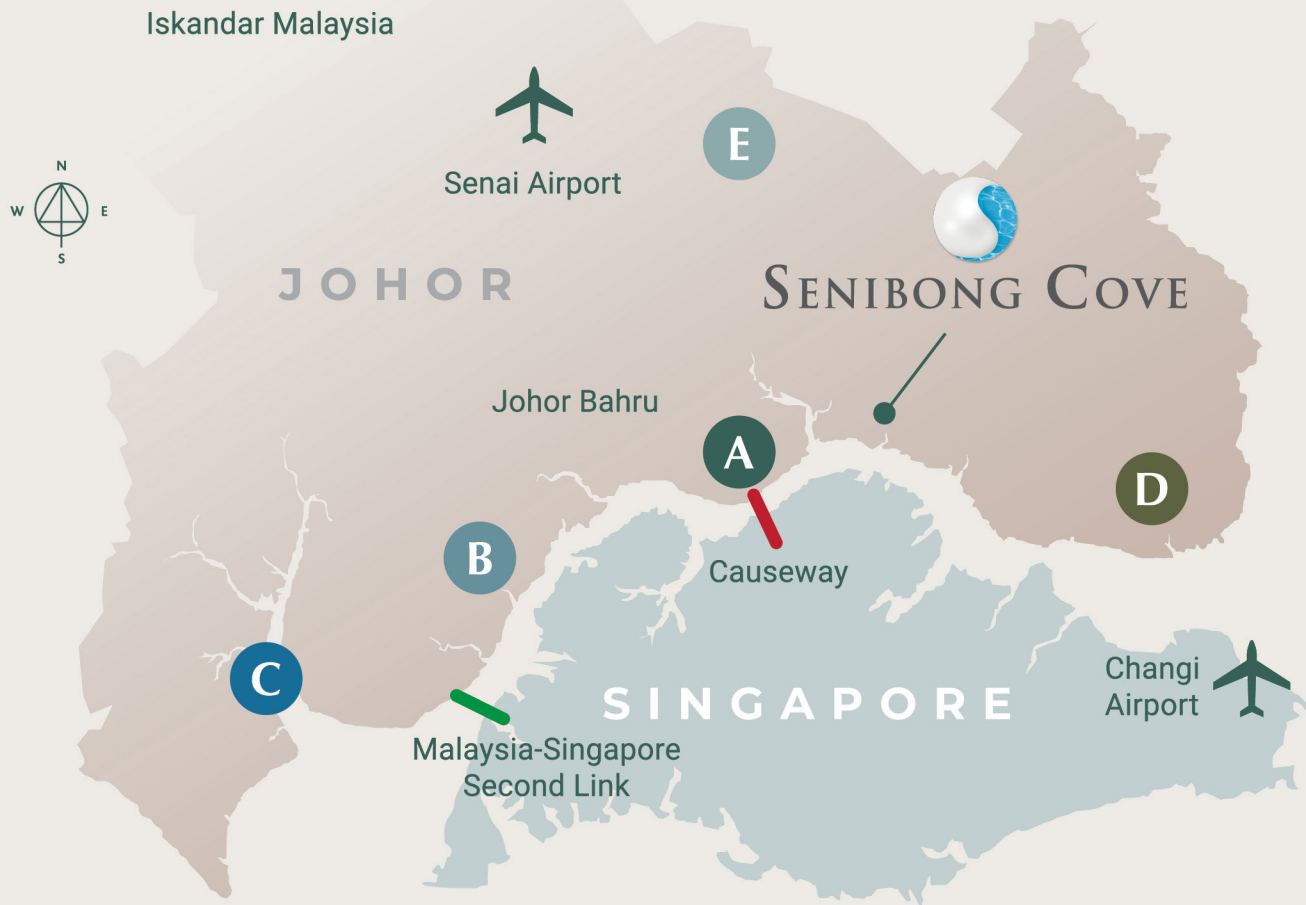 Iskandar Malaysia
N
W
E
S
Senai Airport
E
JOHOR
SENIBONG COVE
Johor Bahru
A
D
B
Causeway
C
SINGAPORE
Changi
Airport
Malaysia-Singapore
Second Link